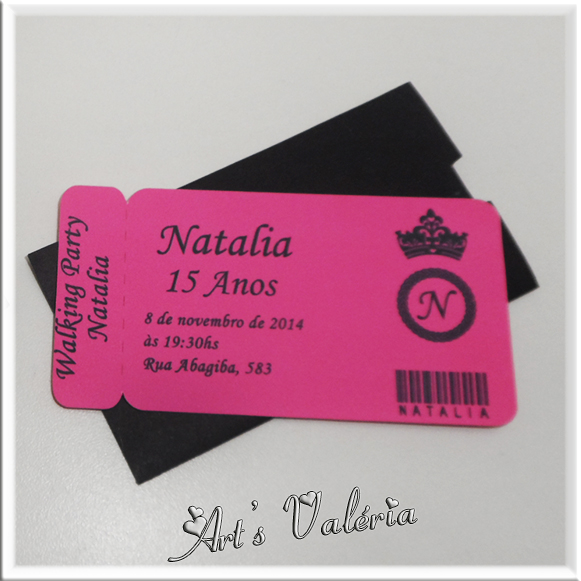 Walking Party
Natalia
Natalia
15 Anos
8 de novembro de 2014
às 19:30hs
Rua Abagiba, 583
N
NATALIA
Art's Valéria